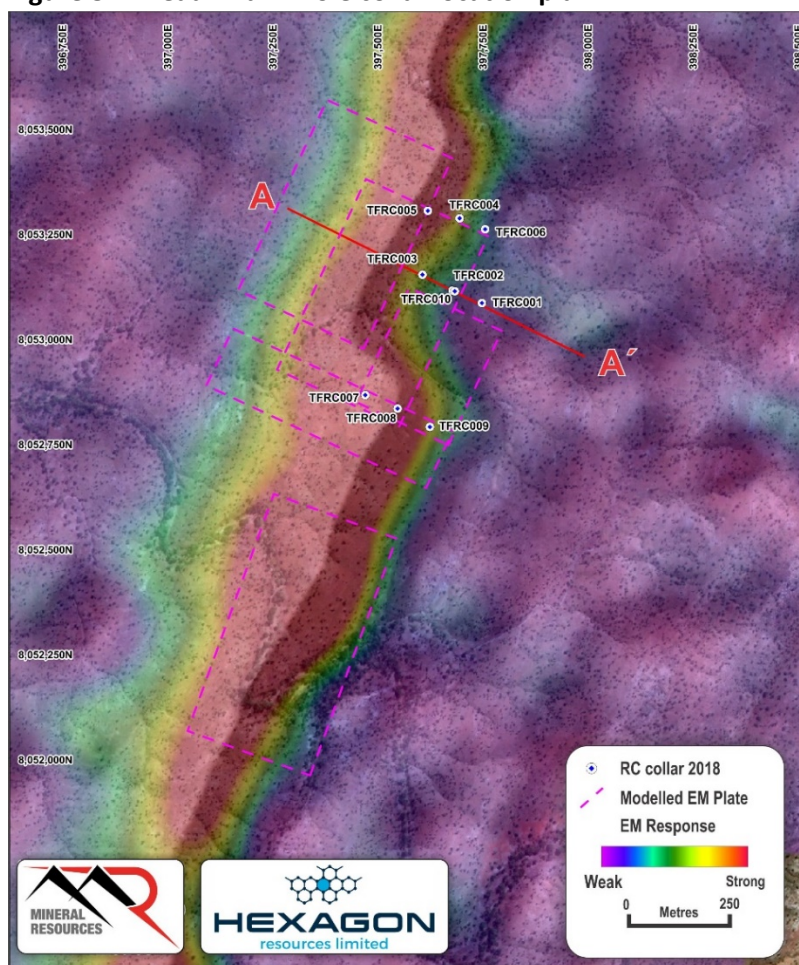 396,750E
397,000E
397,250E
397,500E
397,750E
398,000E
398,250E
8,053,500N
A
TFRC005
TFRC004
8,053,250N
TFRC006
TFRC003
TFRC002
TFRC010
TFRC001
8,053,000N
A´
TFRC007
TFRC008
TFRC009
8,052,750N
8,052,500N
8,052,250N
8,052,000N
RC collar 2018
Modelled EM Plate
EM Response
Weak
Strong
0 Metres 250
MINERAL
RESOURCES
HEXAGON
resources limited